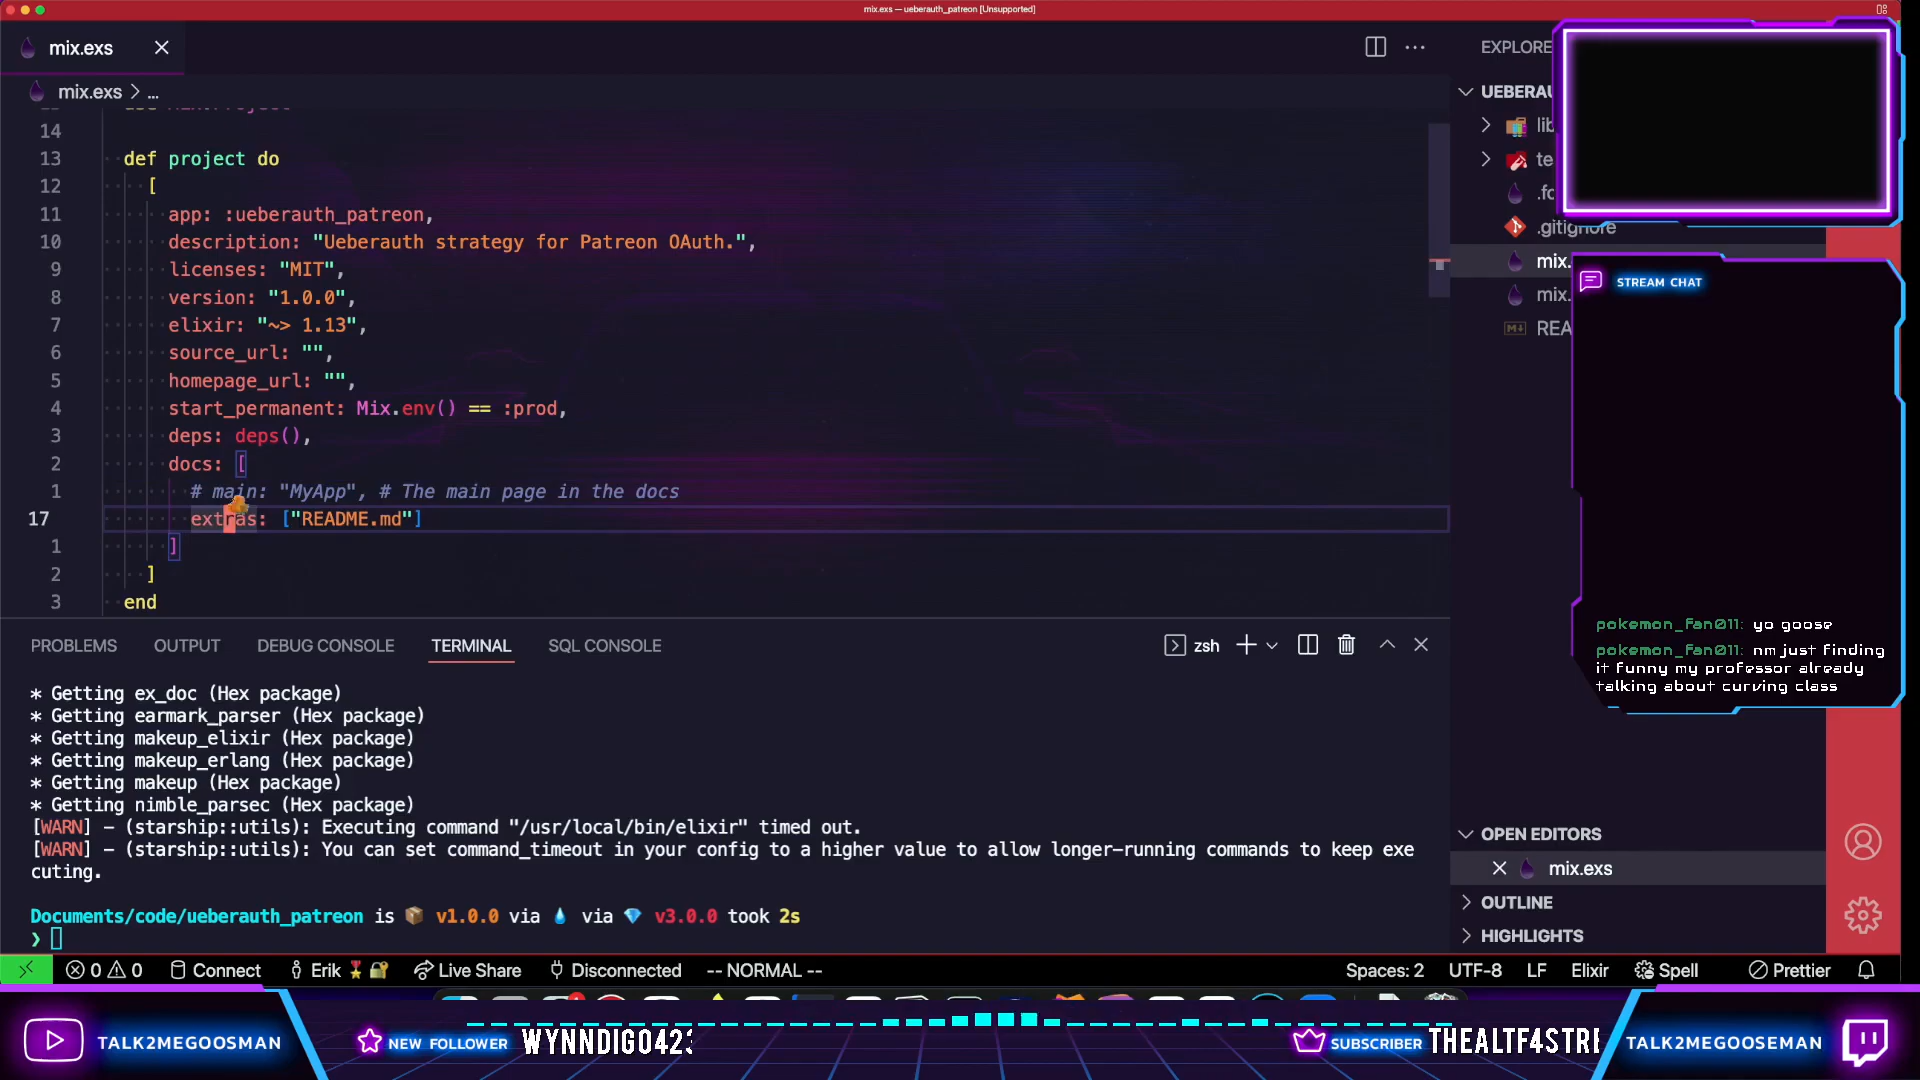 mix.exs — ueberauth_patreon [Unsupported]
mix.exs
EXPLORE
mix.exs > ...
UEBERAU
14
13 def project do
12 [
11 app: :ueberauth_patreon,
10 description: "Ueberauth strategy for Patreon OAuth.",
9 licenses: "MIT",
8 version: "1.0.0",
7 elixir: "~> 1.13",
6 source_url: "",
5 homepage_url: "",
4 start_permanent: Mix.env() == :prod,
3 deps: deps(),
2 docs: [
1 # main: "MyApp", # The main page in the docs
17 extras: ["README.md"]
1 ]
2 ]
3 end
lib
te
.fo
.gitignore
mix.
mix.
REA
STREAM CHAT
pokemon_fan011: yo goose
pokemon_fan011: nm just finding
it funny my professor already
talking about curving class
PROBLEMS OUTPUT DEBUG CONSOLE TERMINAL SQL CONSOLE
zsh
* Getting ex_doc (Hex package)
* Getting earmark_parser (Hex package)
* Getting makeup_elixir (Hex package)
* Getting makeup_erlang (Hex package)
* Getting makeup (Hex package)
* Getting nimble_parsec (Hex package)
[WARN] - (starship::utils): Executing command "/usr/local/bin/elixir" timed out.
[WARN] - (starship::utils): You can set command_timeout in your config to a higher value to allow longer-running commands to keep exe
cuting.
Documents/code/ueberauth_patreon is 📦 v1.0.0 via 💧 via 💎 v3.0.0 took 2s
❯
OPEN EDITORS
mix.exs
OUTLINE
HIGHLIGHTS
0 0 Connect Erik Live Share Disconnected -- NORMAL --
Spaces: 2 UTF-8 LF Elixir Spell Prettier
TALK2MEGOOSMAN
NEW FOLLOWER WYNNDIGO423
SUBSCRIBER THEALTF4STRE
TALK2MEGOOSEMAN